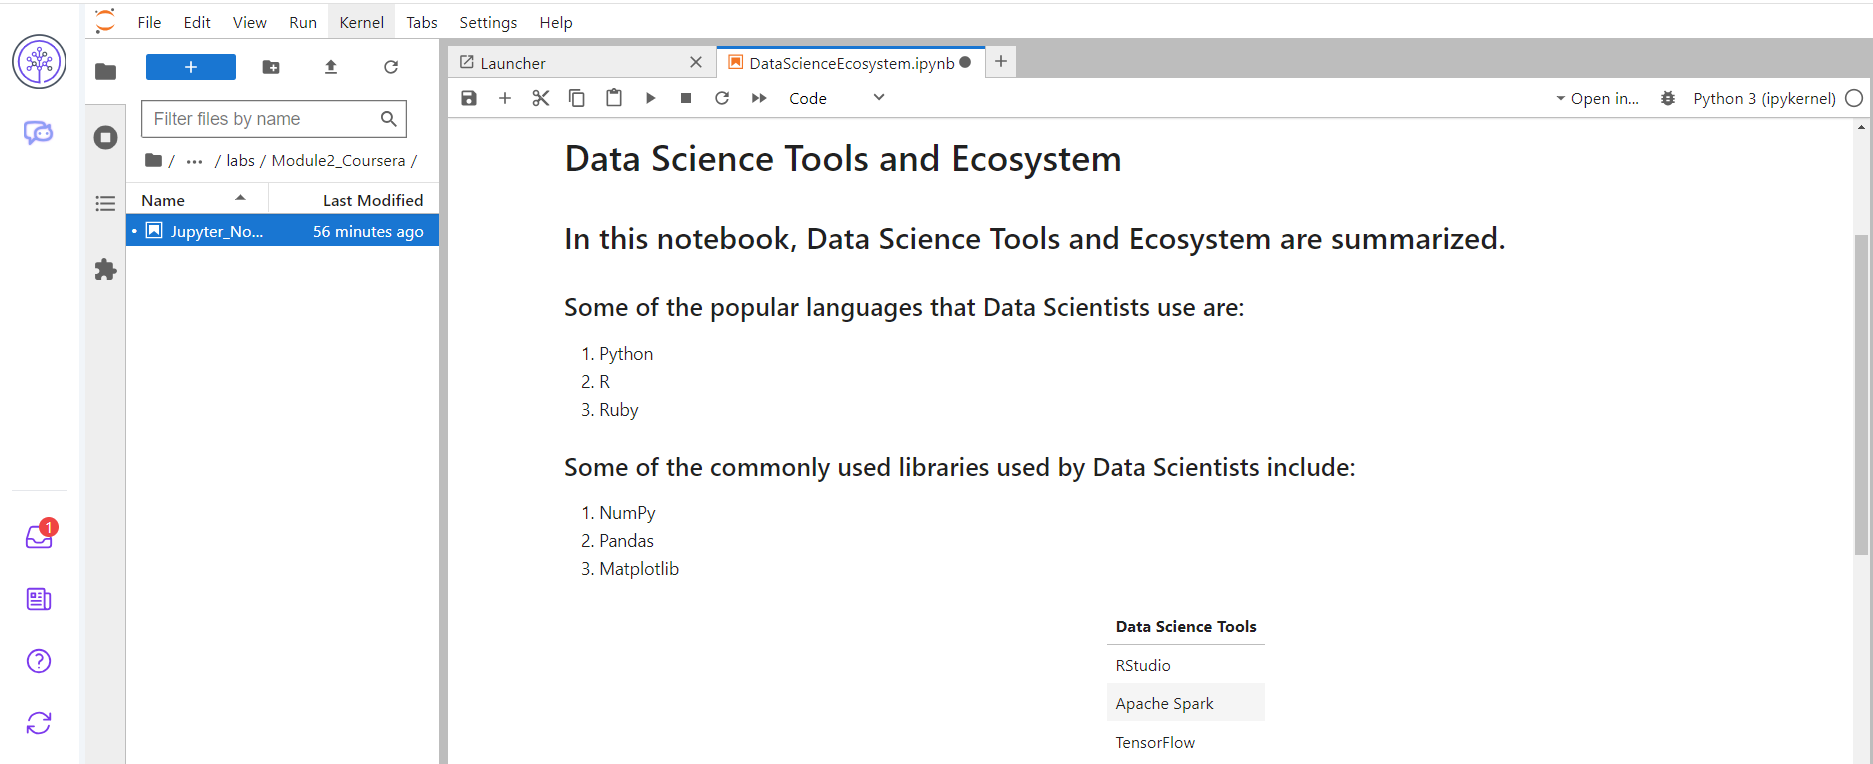 File Edit View Run Kernel Tabs Settings Help
+
Filter files by name
/ ··· / labs / Module2_Coursera /
Name Last Modified
Jupyter_No... 56 minutes ago
1
Launcher
DataScienceEcosystem.ipynb
Code
Open in...
Python 3 (ipykernel)
Data Science Tools and Ecosystem
In this notebook, Data Science Tools and Ecosystem are summarized.
Some of the popular languages that Data Scientists use are:
1. Python
2. R
3. Ruby
Some of the commonly used libraries used by Data Scientists include:
1. NumPy
2. Pandas
3. Matplotlib
Data Science Tools
RStudio
Apache Spark
TensorFlow